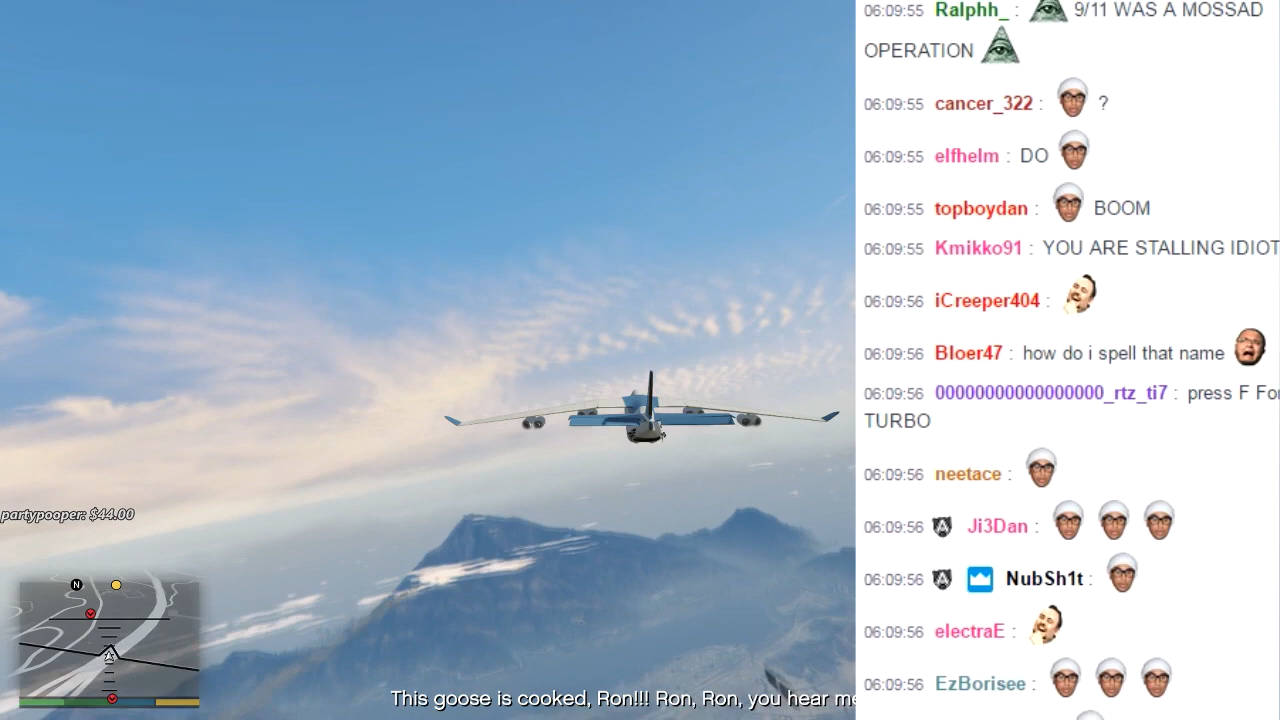 06:09:55 Ralphh_ : 9/11 WAS A MOSSAD
OPERATION
06:09:55 cancer_322 : ?
06:09:55 elfhelm : DO
06:09:55 topboydan : BOOM
06:09:55 Kmikko91 : YOU ARE STALLING IDIOT
06:09:56 iCreeper404 :
06:09:56 Bloer47 : how do i spell that name
06:09:56 00000000000000000_rtz_ti7 : press F For
TURBO
06:09:56 neetace :
06:09:56 Ji3Dan :
06:09:56 NubSh1t :
06:09:56 electraE :
06:09:56 EzBorisee :
partypooper: $44.00
N
This goose is cooked, Ron!!! Ron, Ron, you hear me